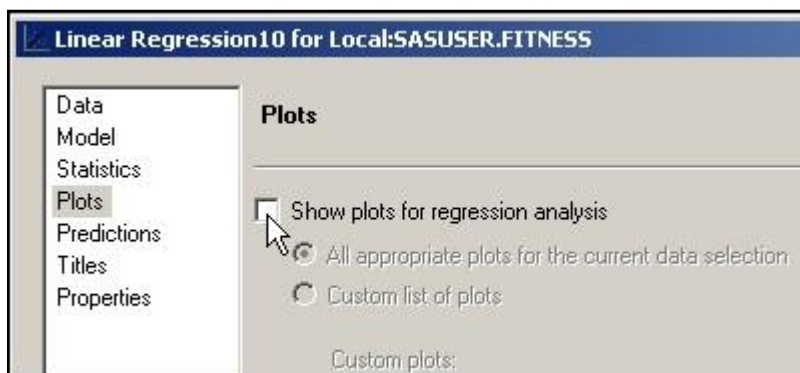 Linear Regression10 for Local:SASUSER.FITNESS
Data
Model
Statistics
Plots
Predictions
Titles
Properties
Plots
Show plots for regression analysis
All appropriate plots for the current data selection
Custom list of plots
Custom plots: